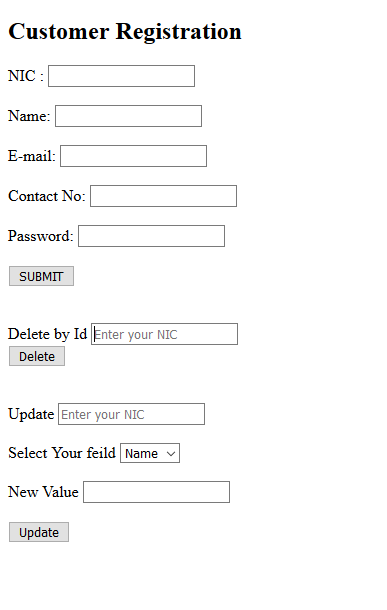 Customer Registration
NIC :
Name:
E-mail:
Contact No:
Password:
SUBMIT
Delete by Id Enter your NIC
Delete
Update Enter your NIC
Select Your feild Name
New Value
Update